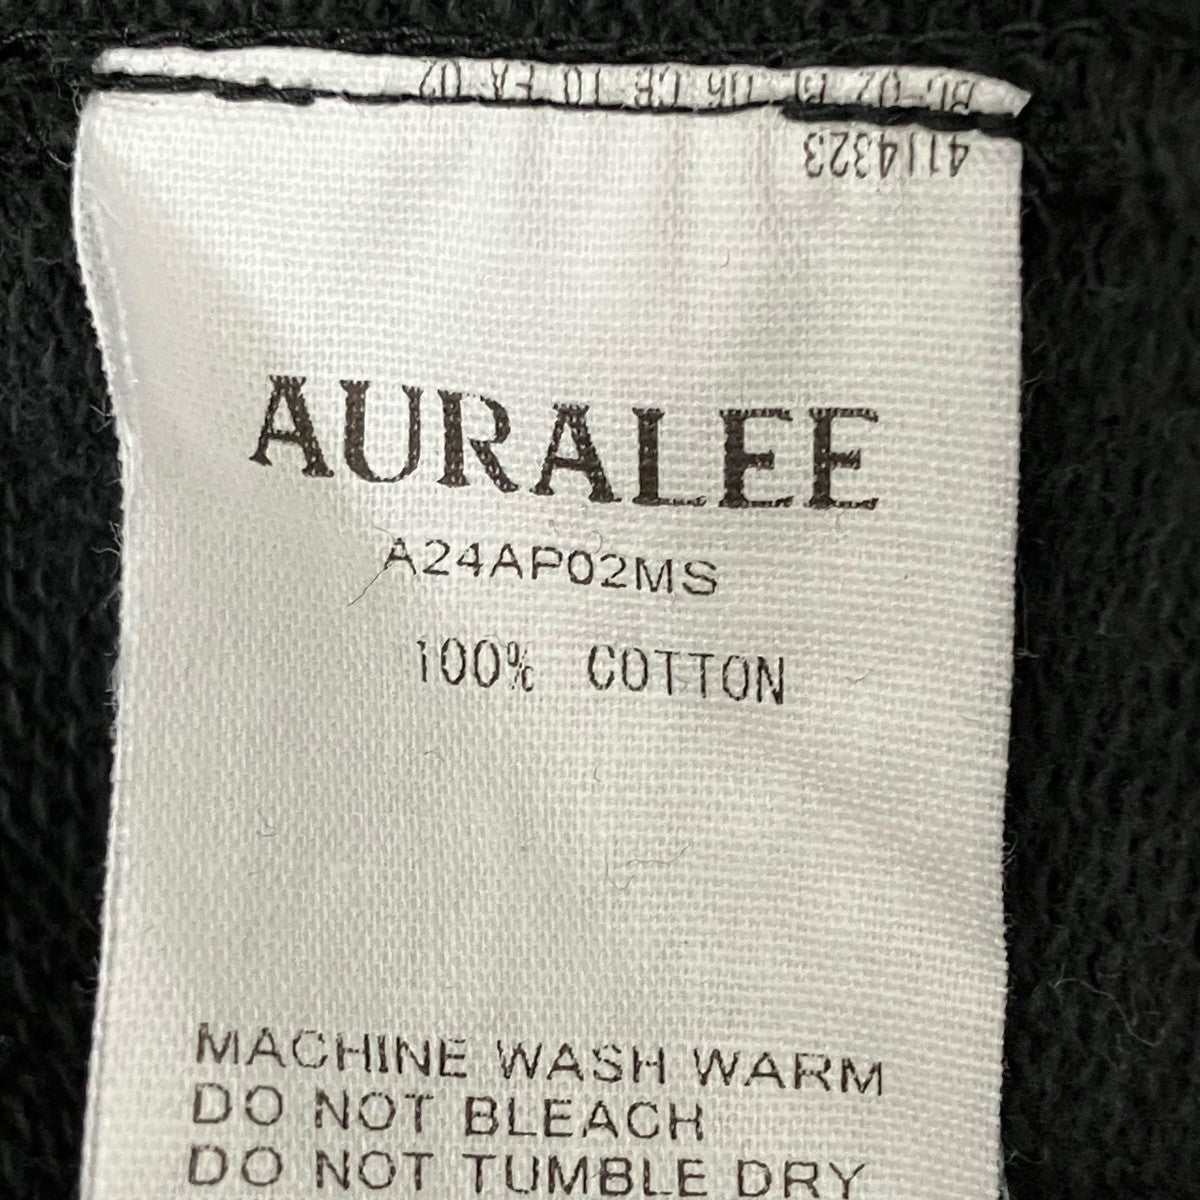 4114323
AURALEE
A24AP02MS
100% COTTON
MACHINE WASH WARM
DO NOT BLEACH
DO NOT TUMBLE DRY